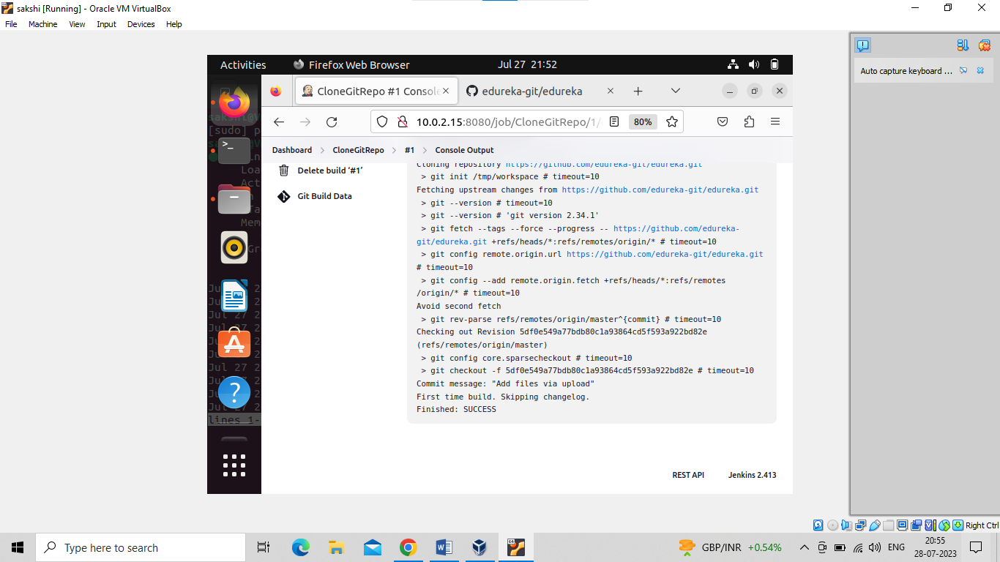 sakshi [Running] - Oracle VM VirtualBox
File Machine View Input Devices Help
Auto capture keyboard ...
Activities Firefox Web Browser Jul 27 21:52
CloneGitRepo #1 Console
edureka-git/edureka
10.0.2.15:8080/job/CloneGitRepo/1/
80%
Dashboard > CloneGitRepo > #1 > Console Output
Delete build ‘#1’
Git Build Data
Cloning repository https://github.com/edureka-git/edureka.git
> git init /tmp/workspace # timeout=10
Fetching upstream changes from https://github.com/edureka-git/edureka.git
> git --version # timeout=10
> git --version # 'git version 2.34.1'
> git fetch --tags --force --progress -- https://github.com/edureka-
git/edureka.git +refs/heads/*:refs/remotes/origin/* # timeout=10
> git config remote.origin.url https://github.com/edureka-git/edureka.git
# timeout=10
> git config --add remote.origin.fetch +refs/heads/*:refs/remotes
/origin/* # timeout=10
Avoid second fetch
> git rev-parse refs/remotes/origin/master^{commit} # timeout=10
Checking out Revision 5df0e549a77bdb80c1a93864cd5f593a922bd82e
(refs/remotes/origin/master)
> git config core.sparsecheckout # timeout=10
> git checkout -f 5df0e549a77bdb80c1a93864cd5f593a922bd82e # timeout=10
Commit message: "Add files via upload"
First time build. Skipping changelog.
Finished: SUCCESS
REST API Jenkins 2.413
[sudo] p
Loa
Act
Mem
Jul 27 2
lines 1-
Right Ctrl
Type here to search
GBP/INR +0.54%
ENG
20:55
28-07-2023